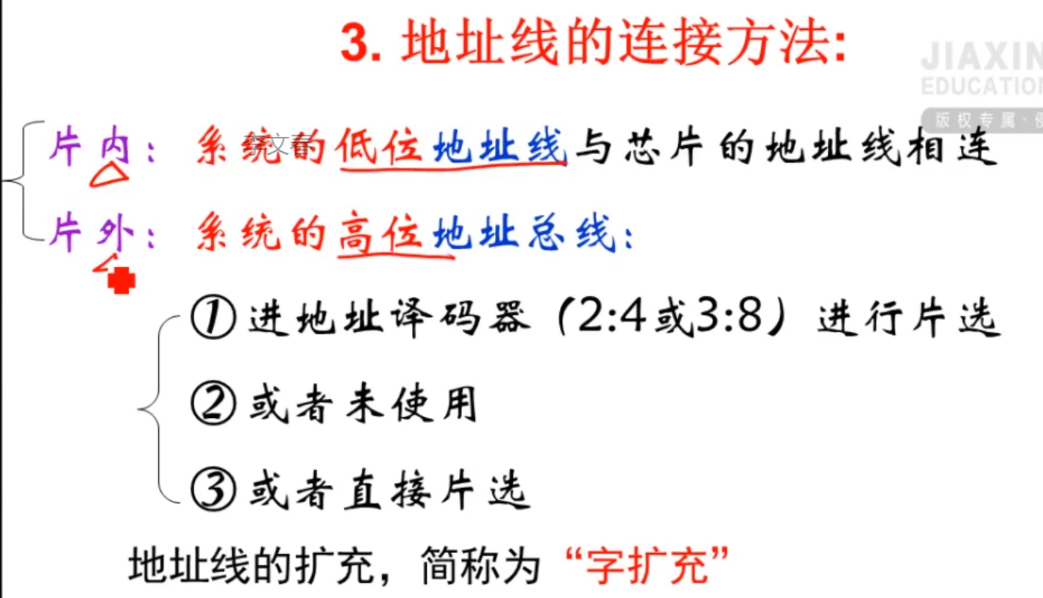 3. 地址线的连接方法:
JIAXIN
EDUCATION
版权专属·
片内: 系统的低位地址线与芯片的地址线相连
李文春
片外: 系统的高位地址总线:
①进地址译码器（2:4或3:8）进行片选
②或者未使用
③或者直接片选
地址线的扩充，简称为“字扩充”